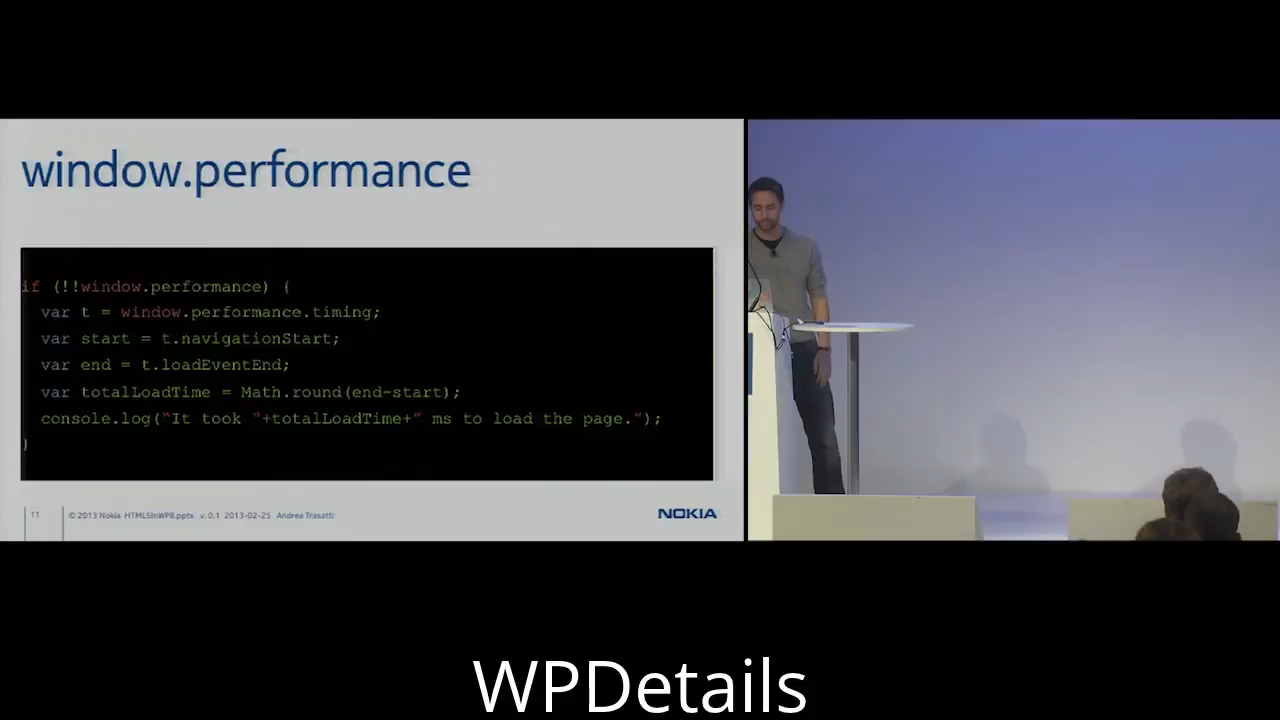 window.performance
if (!!window.performance) {
var t = window.performance.timing;
var start = t.navigationStart;
var end = t.loadEventEnd;
var totalLoadTime = Math.round(end-start);
console.log(“It took “+totalLoadTime+” ms to load the page.”);
}
11 © 2013 Nokia HTML5InWP8.pptx v. 0.1 2013-02-25 Andrea Trasatti
NOKIA
WPDetails